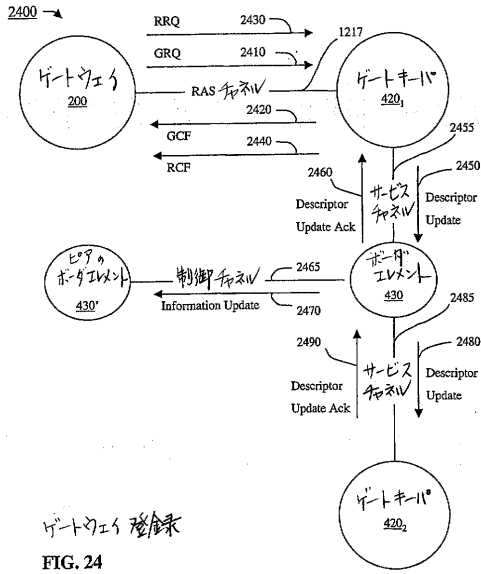 2400
RRQ
2430
GRQ
2410
1217
ゲートウェイ
200
RAS チャネル
ゲートキーパ
420₁
2420
GCF
2440
RCF
2455
2460
2450
サービス
チャネル
Descriptor
Update Ack
Descriptor
Update
ピアの
ボーダエレメント
430'
制御チャネル
2465
Information Update
2470
ボーダ
エレメント
430
2485
2490
2480
サービス
チャネル
Descriptor
Update Ack
Descriptor
Update
ゲートキーパ
420₂
ゲートウェイ 登録
FIG. 24